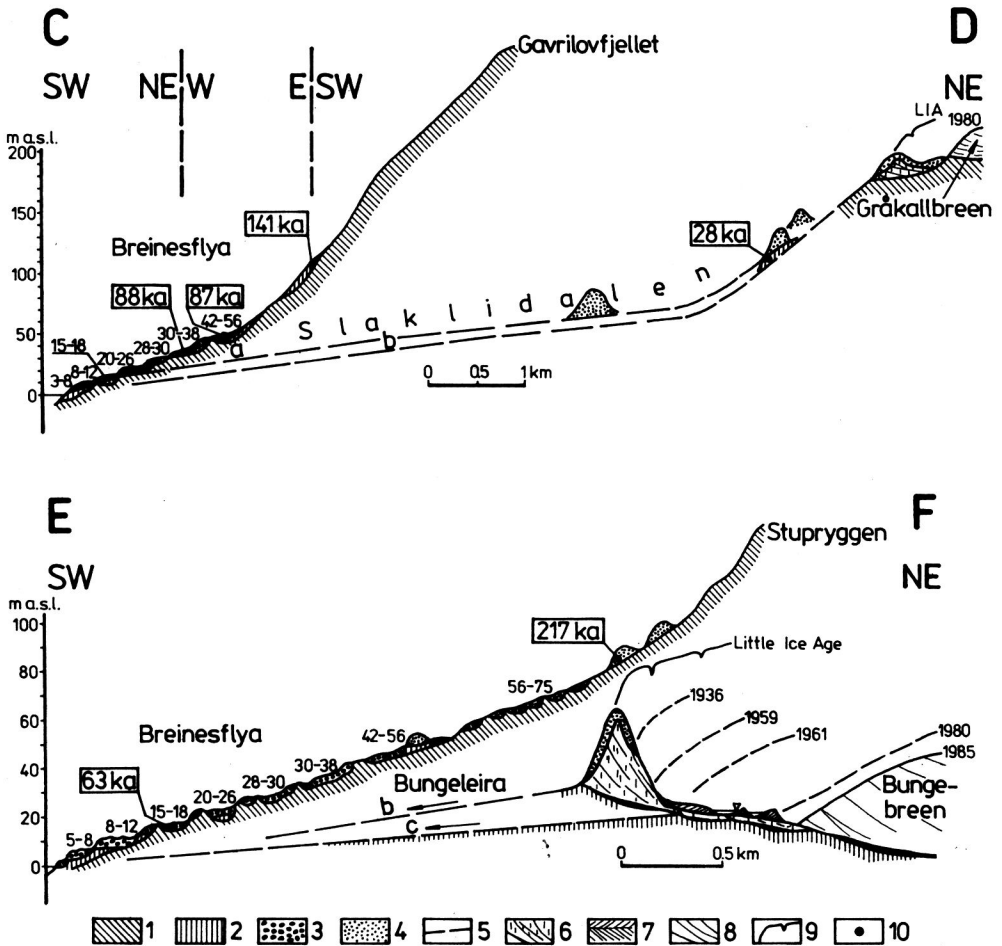 C
D
SW NE W E SW NE
Gavrilovfjellet
LIA 1980
m a.s.l.
200
150
100
50
0
141 ka
Breinesflya
88 ka 87 ka
28 ka
Gråkallbreen
3-8 8-12 15-18 20-26 28-30 30-38 42-56
a Slaklidalen
b
0 0.5 1 km
E
F
SW NE
Stupryggen
m a.s.l.
100
80
60
40
20
0
217 ka
Little Ice Age
1936
1959
1961
1980
1985
56-75
Breinesflya
42-56
63 ka
30-38
28-30
20-26
15-18
8-12
5-8
Bungeleira
b
c
Bunge-
breen
0 0.5 km
1 2 3 4 5 6 7 8 9 10